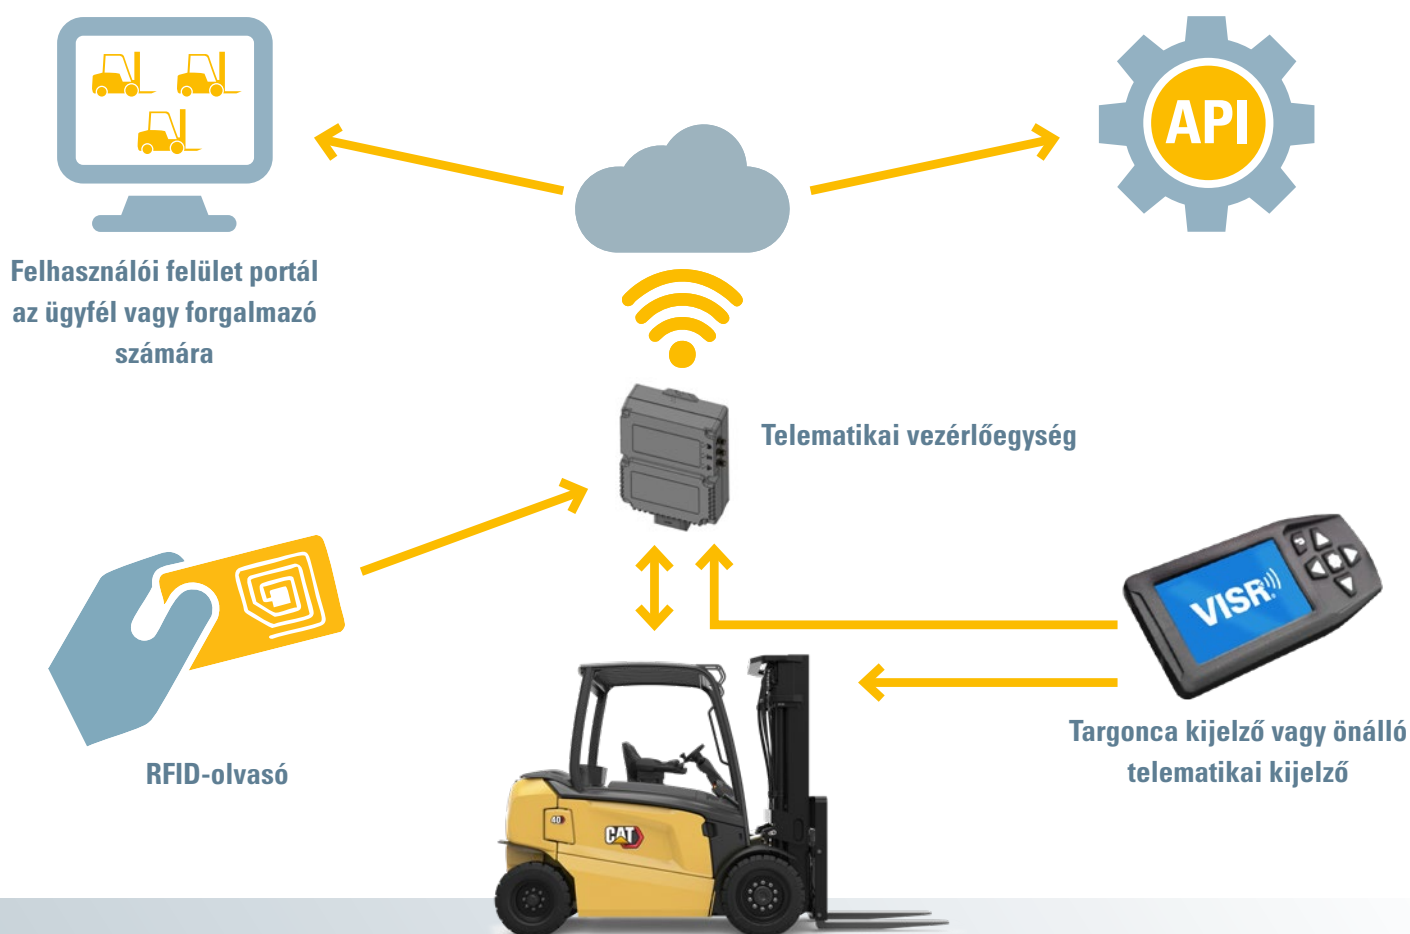 API
Felhasználói felület portál
az ügyfél vagy forgalmazó
számára
Telematikai vezérlőegység
VISR
RFID-olvasó
Targonca kijelző vagy önálló
telematikai kijelző
40
CAT